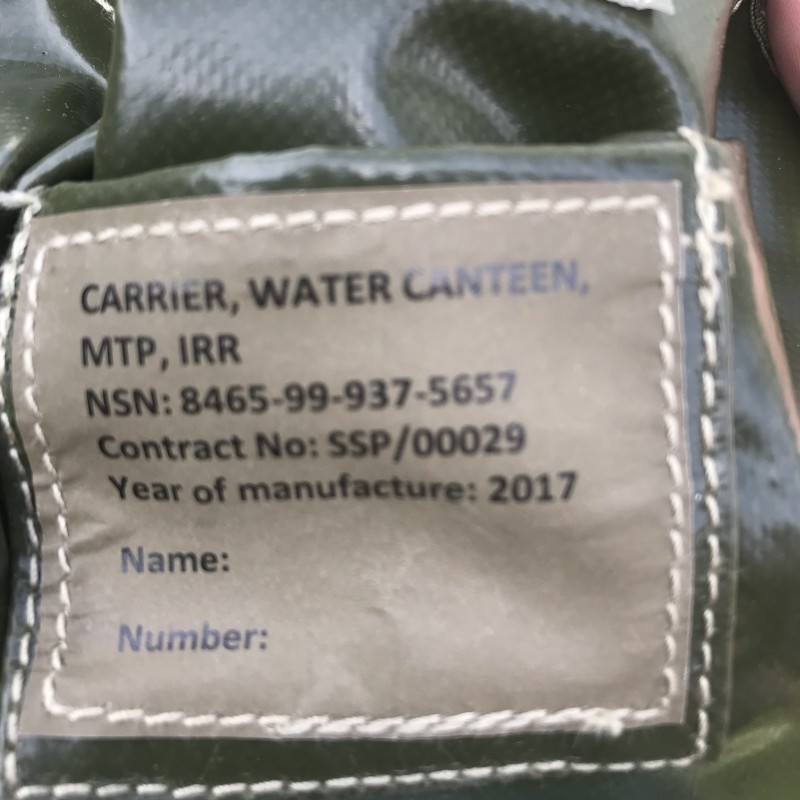 CARRIER, WATER CANTEEN,
MTP, IRR
NSN: 8465-99-937-5657
Contract No: SSP/00029
Year of manufacture: 2017
Name:
Number: